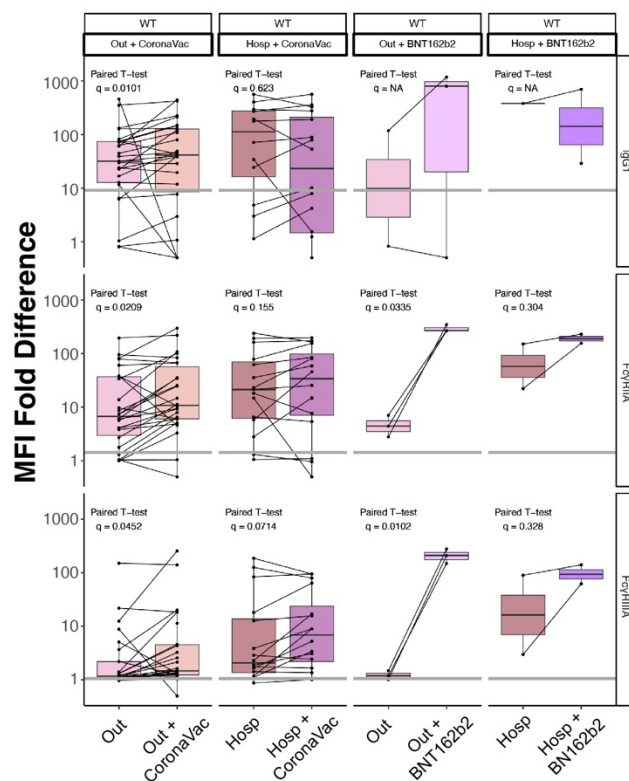 WT
WT
WT
WT
Out + CoronaVac
Hosp + CoronaVac
Out + BNT162b2
Hosp + BNT162b2
MFI Fold Difference
1000
100
10
1
Paired T-test
q = 0.0101
Paired T-test
q = 0.623
Paired T-test
q = NA
Paired T-test
q = NA
IgG1
1000
100
10
1
Paired T-test
q = 0.0209
Paired T-test
q = 0.155
Paired T-test
q = 0.0335
Paired T-test
q = 0.304
FcγRIIA
1000
100
10
1
Paired T-test
q = 0.0452
Paired T-test
q = 0.0714
Paired T-test
q = 0.0102
Paired T-test
q = 0.328
FcγRIIIA
Out
Out +
CoronaVac
Hosp
Hosp +
CoronaVac
Out
Out +
BNT162b2
Hosp
Hosp +
BN162b2